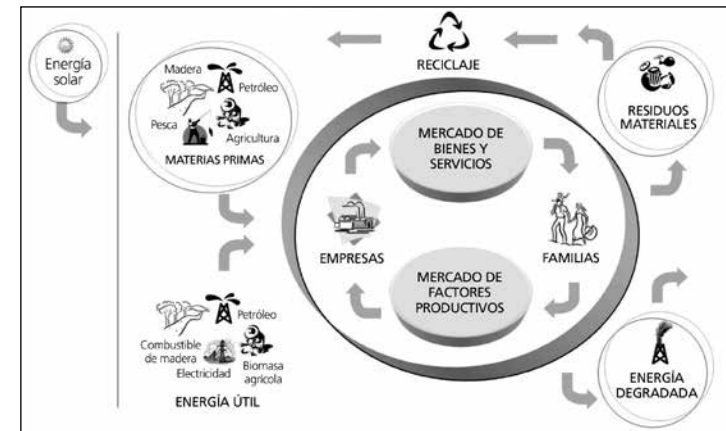 Energía
solar
Madera
Petróleo
Pesca
Agricultura
MATERIAS PRIMAS
RECICLAJE
RESIDUOS
MATERIALES
MERCADO DE
BIENES Y
SERVICIOS
EMPRESAS
FAMILIAS
MERCADO DE
FACTORES
PRODUCTIVOS
Petróleo
Combustible
de madera
Electricidad
Biomasa
agrícola
ENERGÍA ÚTIL
ENERGÍA
DEGRADADA